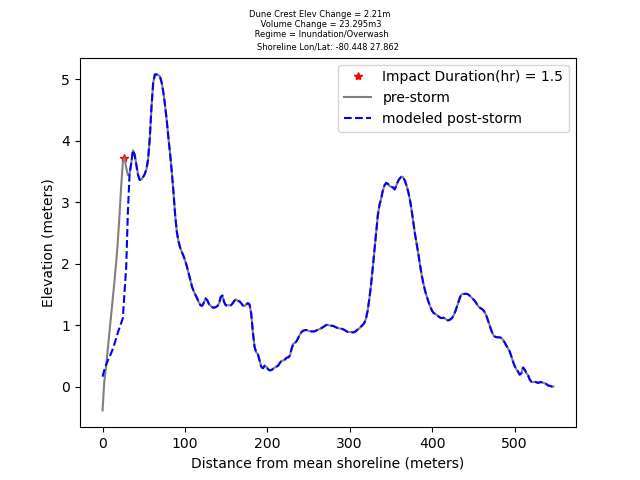 Dune Crest Elev Change = 2.21m
Volume Change = 23.295m3
Regime = Inundation/Overwash
Shoreline Lon/Lat: -80.448 27.862
Impact Duration(hr) = 1.5
pre-storm
modeled post-storm
Elevation (meters)
5
4
3
2
1
0
0 100 200 300 400 500
Distance from mean shoreline (meters)